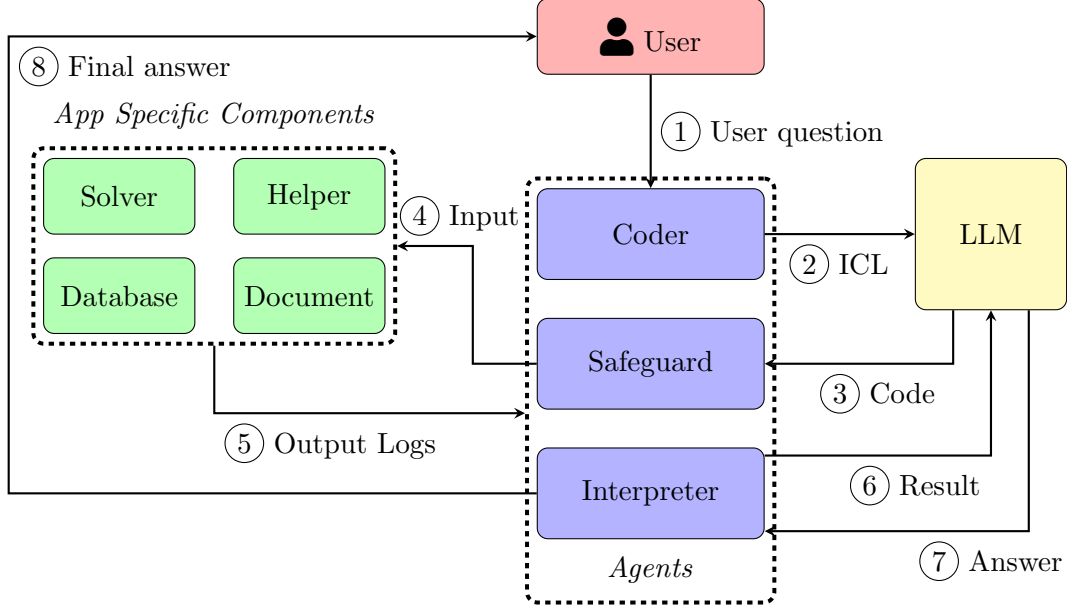 User
8 Final answer
App Specific Components
1 User question
Solver
Helper
4 Input
Coder
LLM
2 ICL
Database
Document
Safeguard
3 Code
5 Output Logs
Interpreter
6 Result
7 Answer
Agents